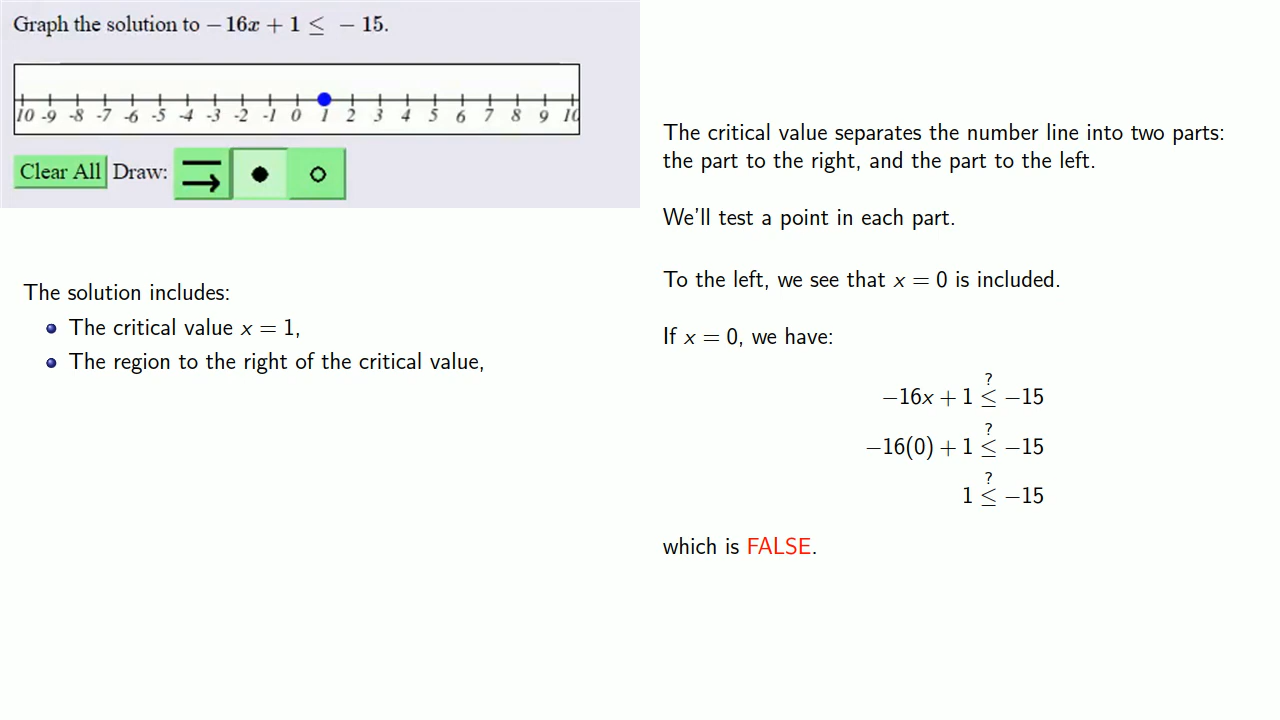 Graph the solution to −16x + 1 ≤ −15.
10 -9 -8 -7 -6 -5 -4 -3 -2 -1 0 1 2 3 4 5 6 7 8 9 10
Clear All Draw:
The solution includes:
The critical value x = 1,
The region to the right of the critical value,
The critical value separates the number line into two parts:
the part to the right, and the part to the left.
We'll test a point in each part.
To the left, we see that x = 0 is included.
If x = 0, we have:
?
−16x + 1 ≤ −15
?
−16(0) + 1 ≤ −15
?
1 ≤ −15
which is FALSE.